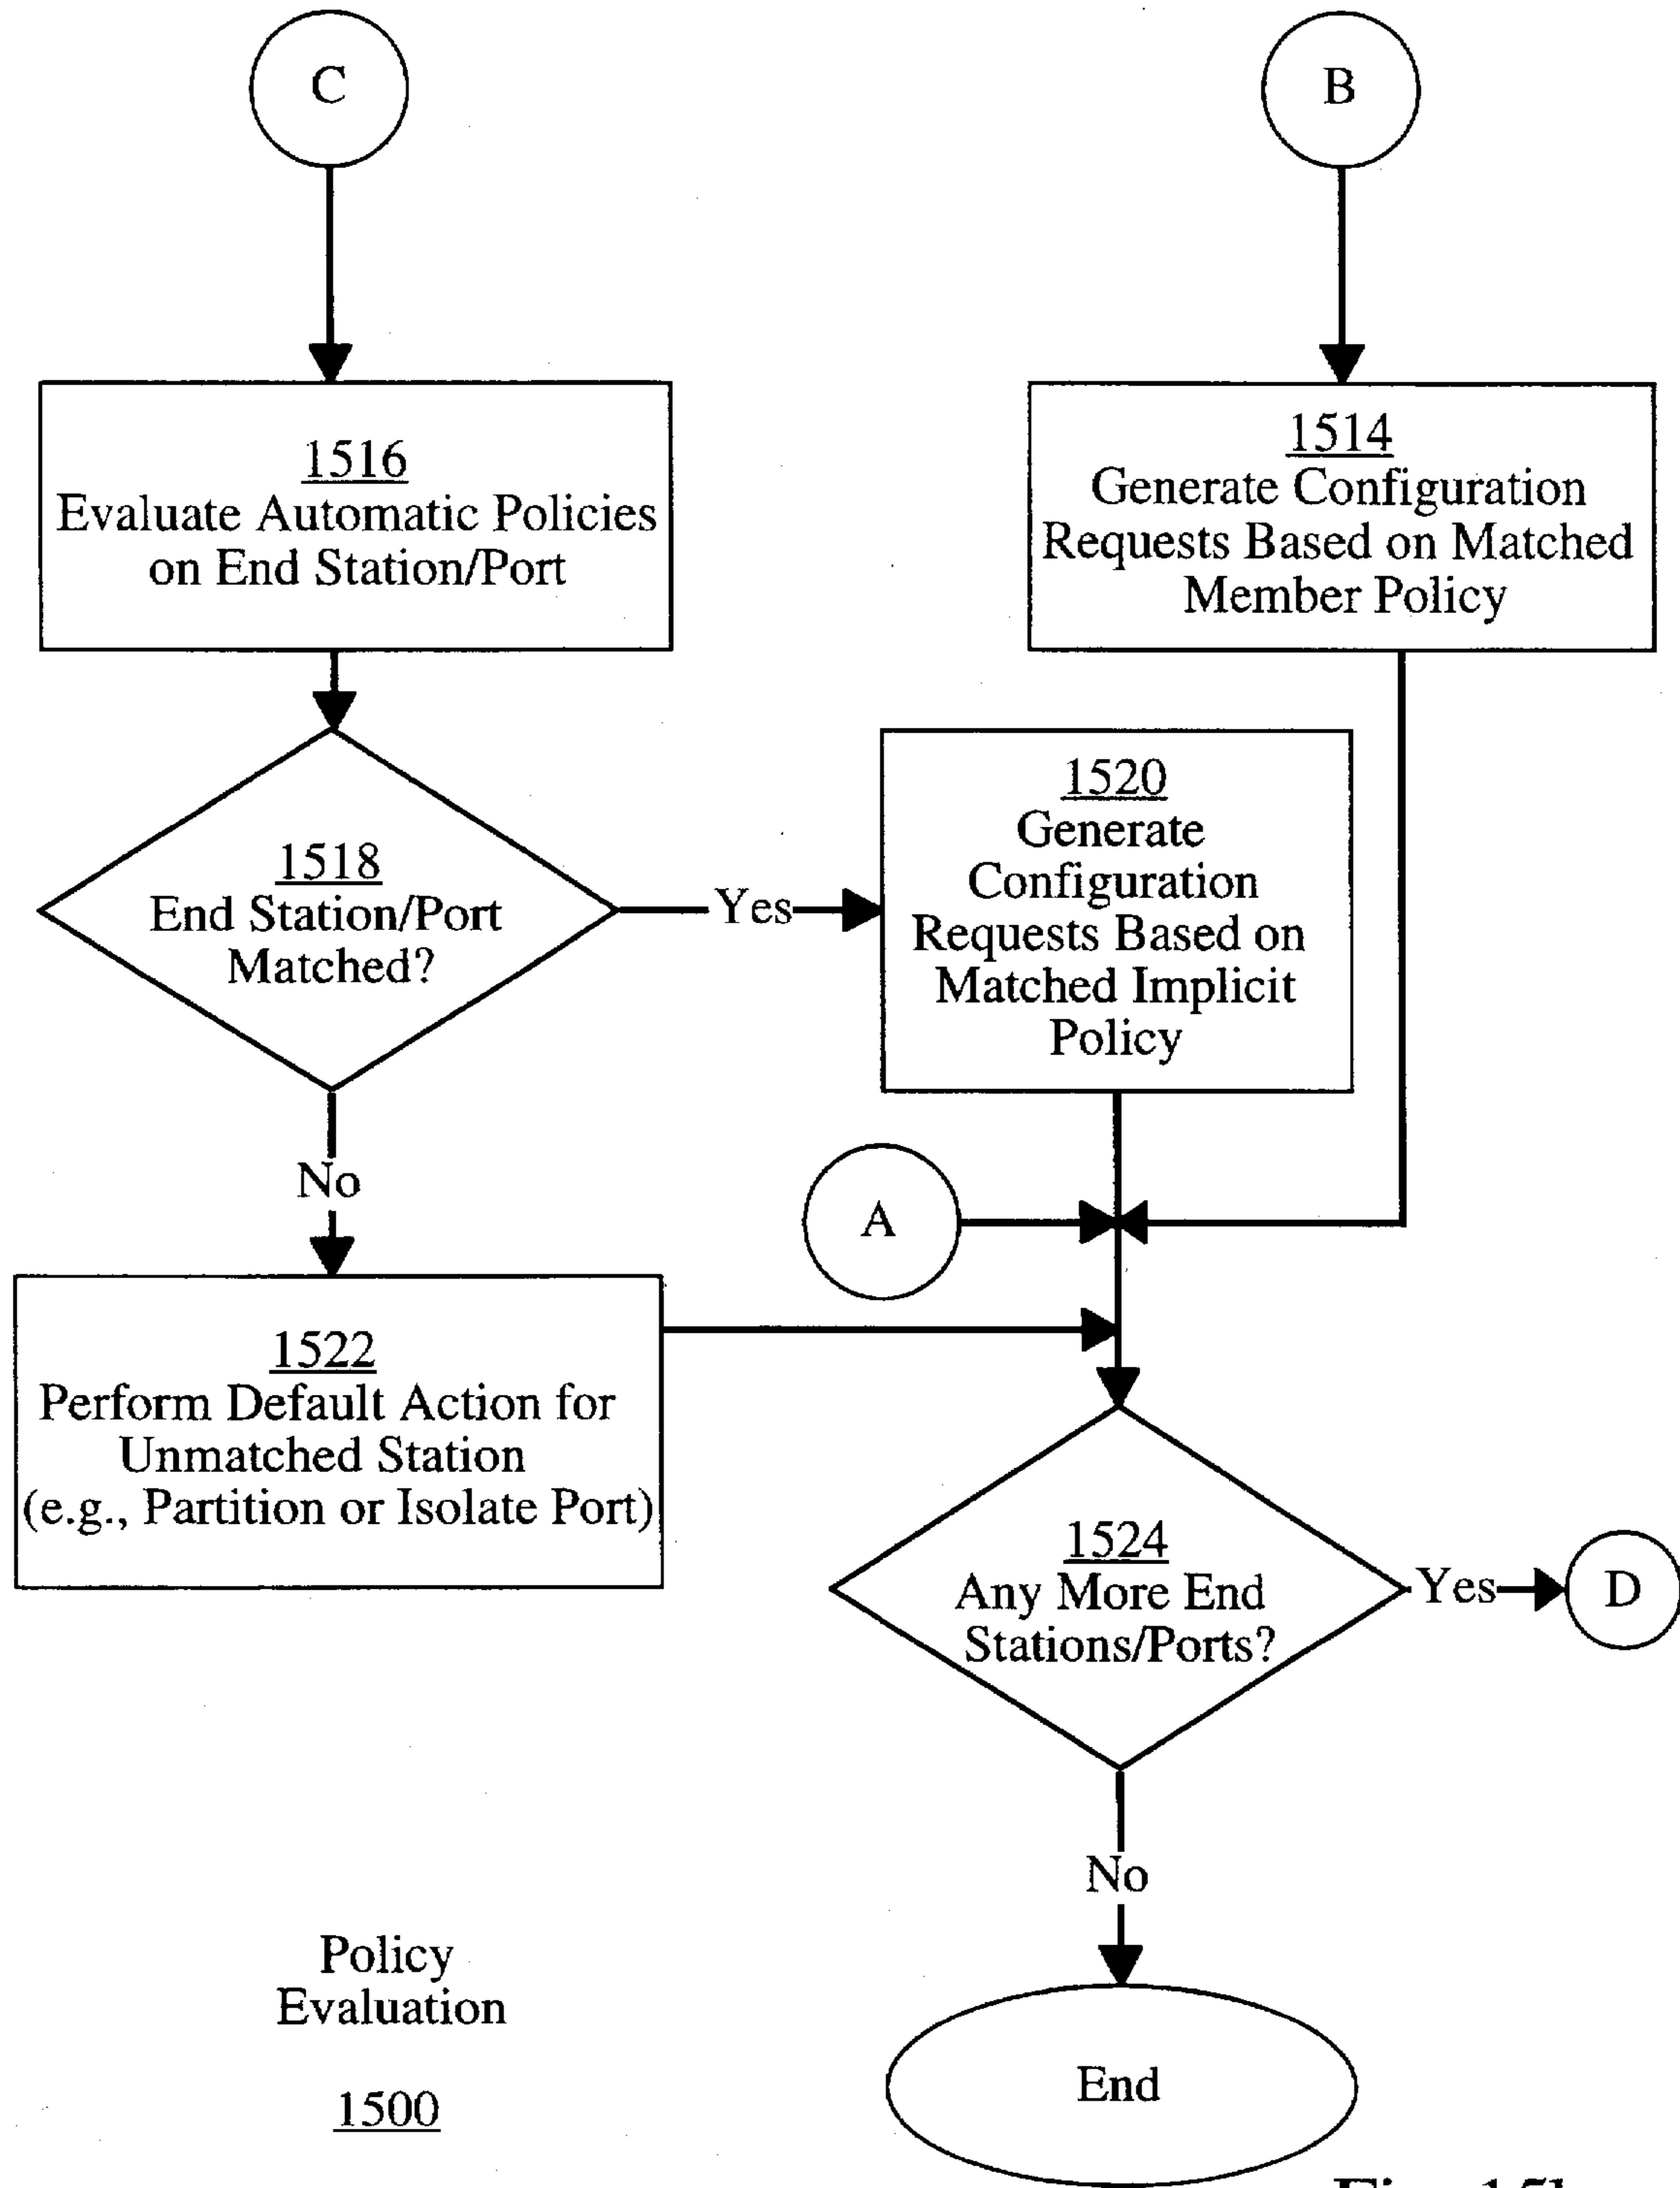 C
B
1516
Evaluate Automatic Policies
on End Station/Port
1514
Generate Configuration
Requests Based on Matched
Member Policy
1518
End Station/Port
Matched?
Yes
1520
Generate
Configuration
Requests Based on
Matched Implicit
Policy
No
A
1522
Perform Default Action for
Unmatched Station
(e.g., Partition or Isolate Port)
1524
Any More End
Stations/Ports?
Yes
D
No
End
Policy
Evaluation
1500